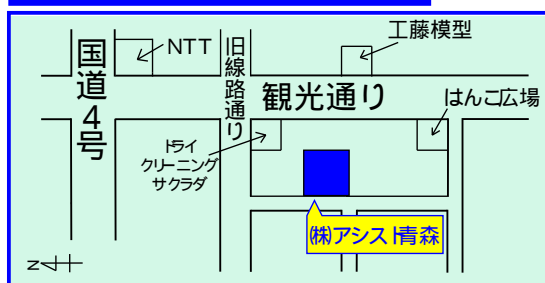 国道4号
NTT
旧線路通り
工藤模型
観光通り
はんこ広場
ドライ
クリーニング
サクラダ
㈱アシスト青森
N